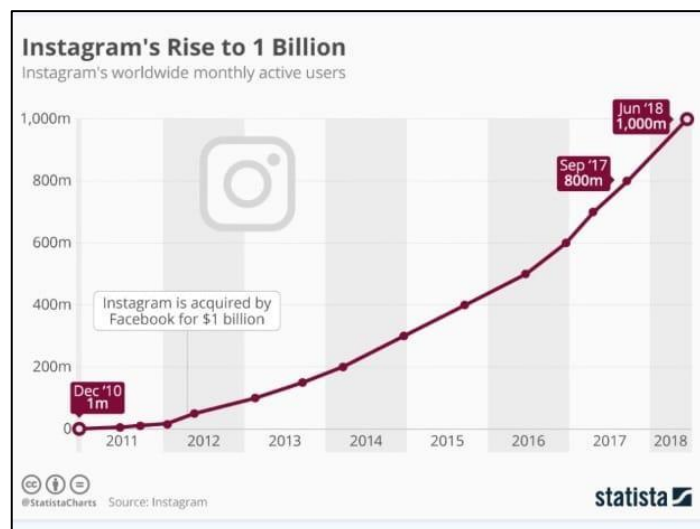 Instagram's Rise to 1 Billion
Instagram's worldwide monthly active users
1,000m
800m
600m
400m
200m
0
Jun ‘18
1,000m
Sep ‘17
800m
Instagram is acquired by
Facebook for $1 billion
Dec ‘10
1m
2011 2012 2013 2014 2015 2016 2017 2018
cc
@StatistaCharts Source: Instagram
statista